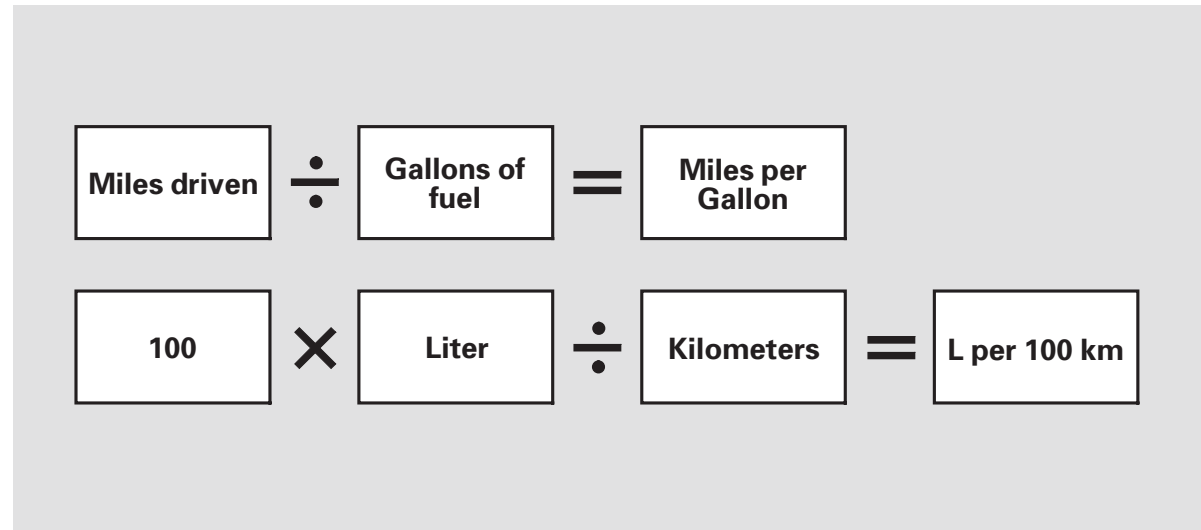 Miles driven ÷ Gallons of fuel = Miles per Gallon
100 × Liter ÷ Kilometers = L per 100 km